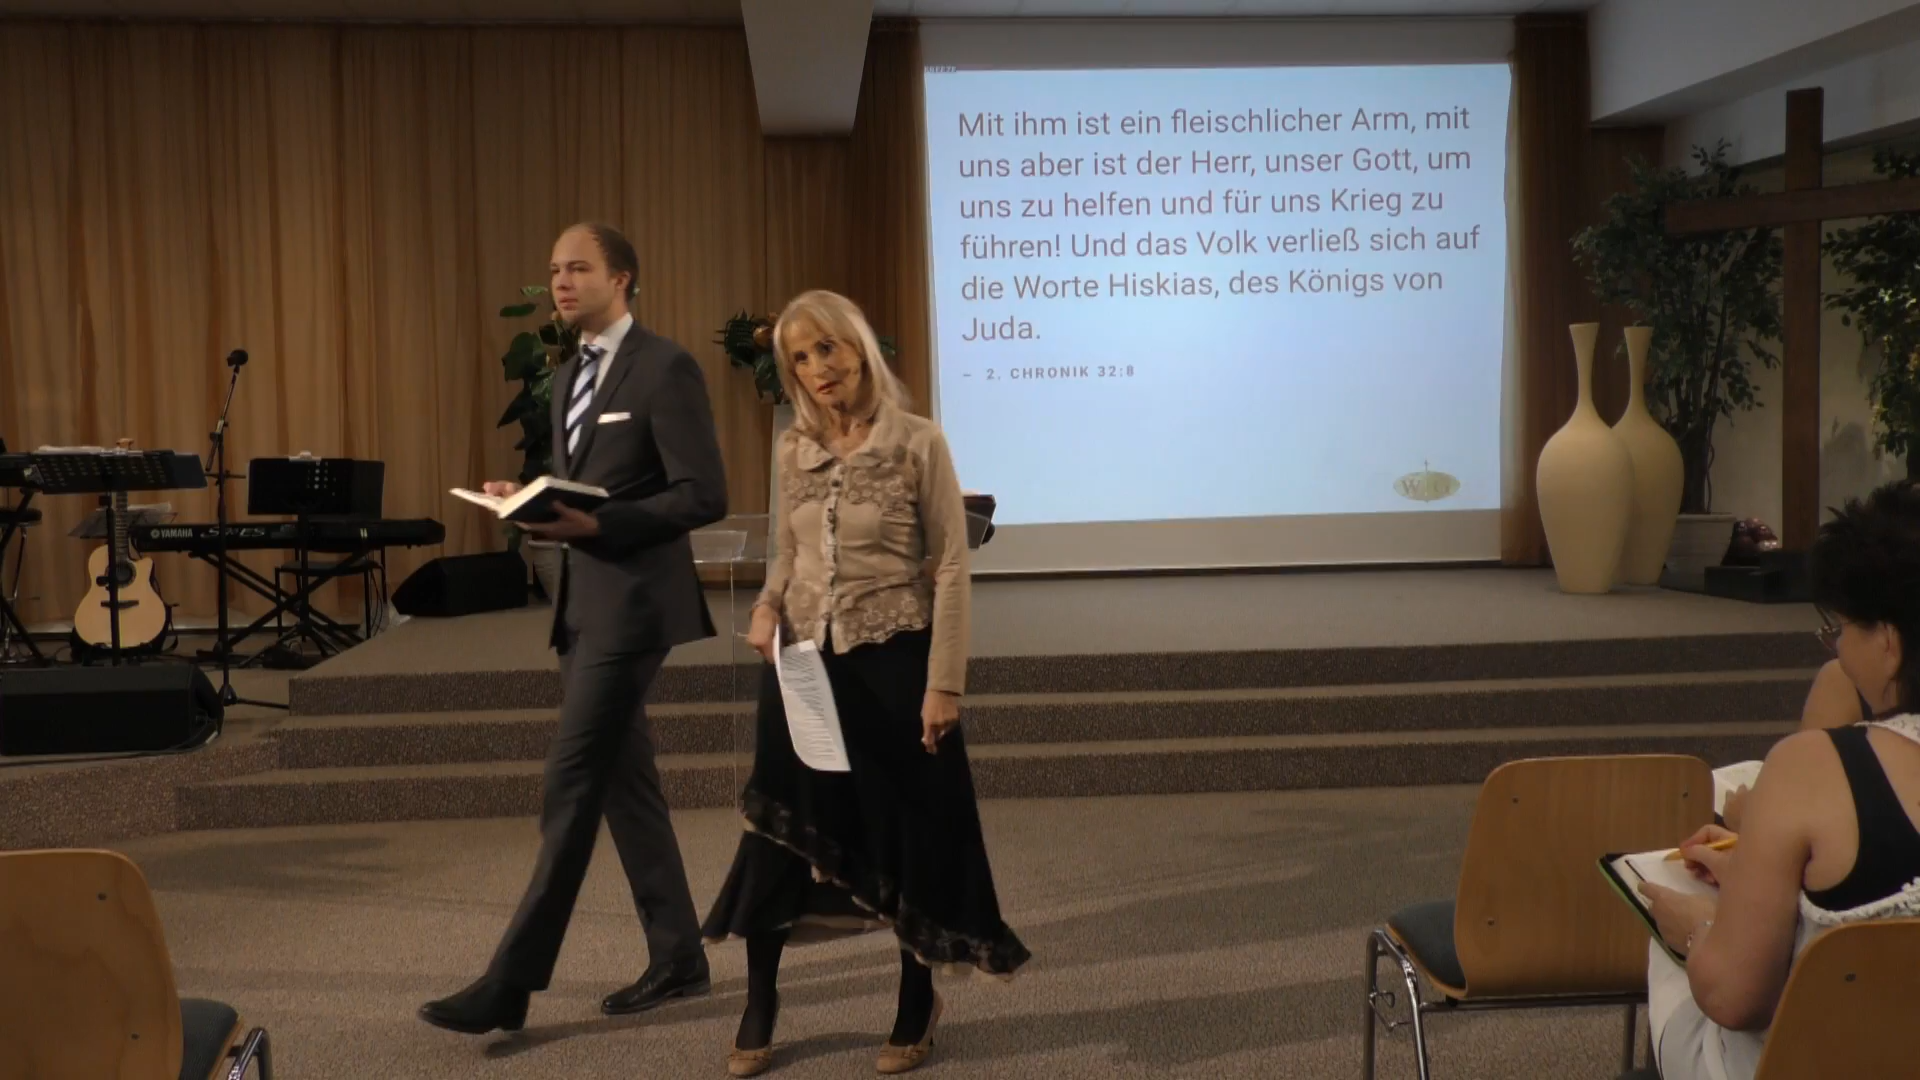 Mit ihm ist ein fleischlicher Arm, mit
uns aber ist der Herr, unser Gott, um
uns zu helfen und für uns Krieg zu
führen! Und das Volk verließ sich auf
die Worte Hiskias, des Königs von
Juda.
– 2. CHRONIK 32:8
YAMAHA